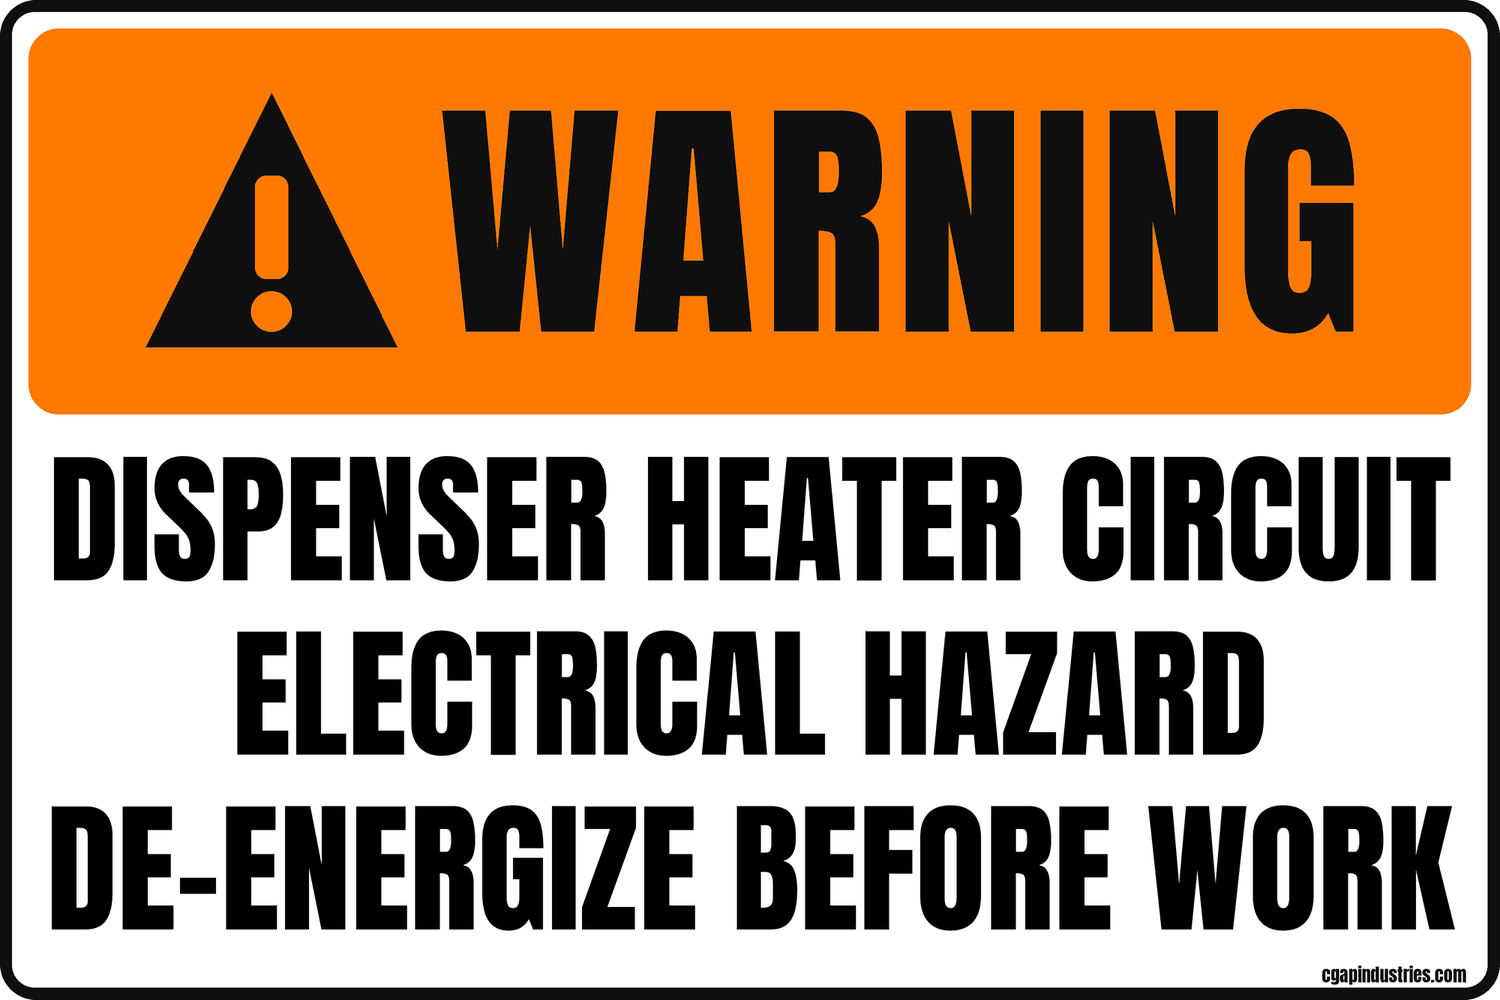 WARNING
DISPENSER HEATER CIRCUIT
ELECTRICAL HAZARD
DE-ENERGIZE BEFORE WORK
cgapindustries.com